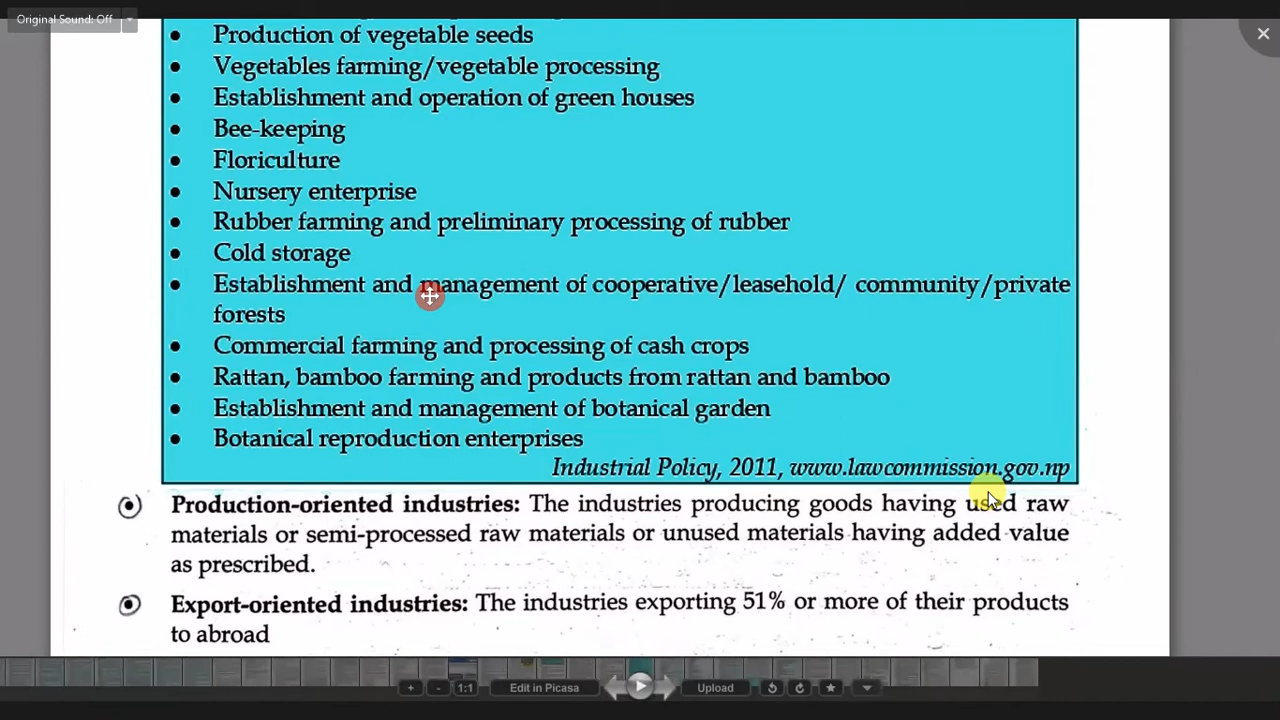 Original Sound: Off
• Production of vegetable seeds
• Vegetables farming/vegetable processing
• Establishment and operation of green houses
• Bee-keeping
• Floriculture
• Nursery enterprise
• Rubber farming and preliminary processing of rubber
• Cold storage
• Establishment and management of cooperative/leasehold/ community/private
forests
• Commercial farming and processing of cash crops
• Rattan, bamboo farming and products from rattan and bamboo
• Establishment and management of botanical garden
• Botanical reproduction enterprises
Industrial Policy, 2011, www.lawcommission.gov.np
Production-oriented industries: The industries producing goods having used raw
materials or semi-processed raw materials or unused materials having added value
as prescribed.
Export-oriented industries: The industries exporting 51% or more of their products
to abroad
+ - 1:1 Edit in Picasa Upload